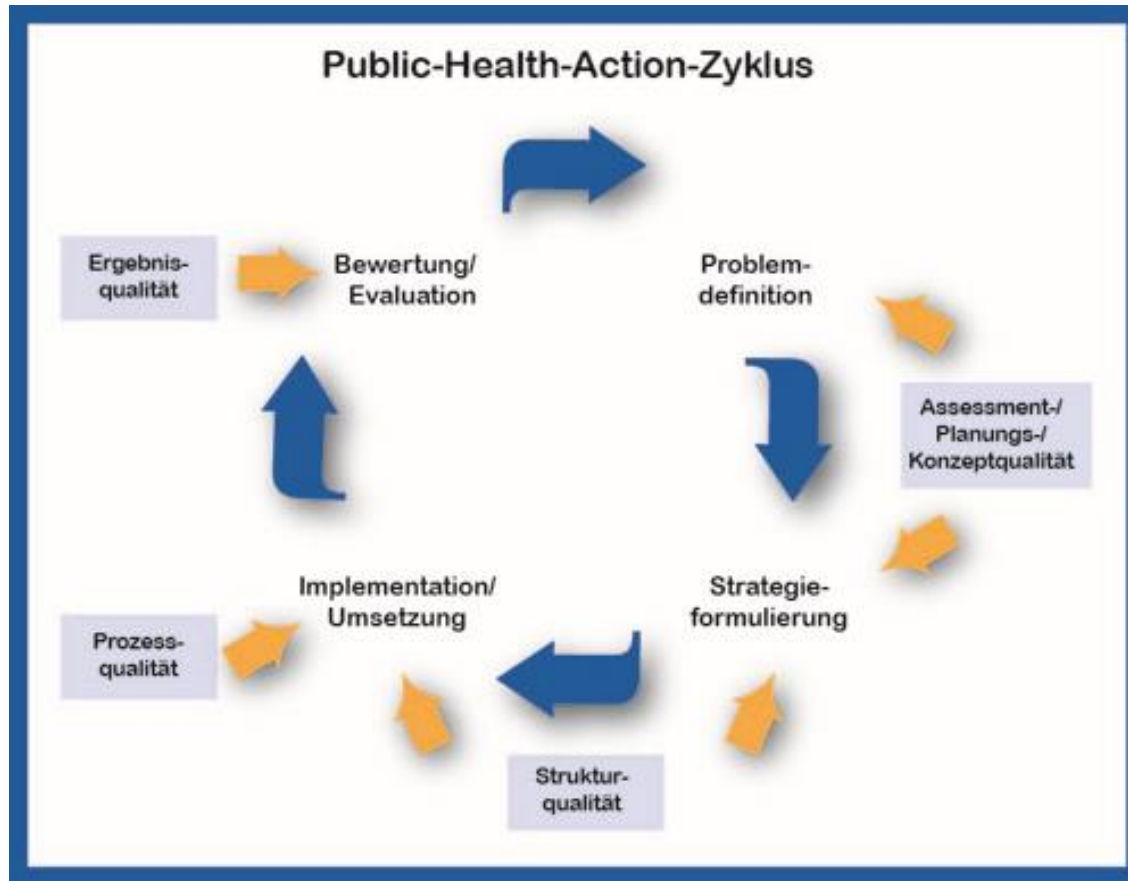 Public-Health-Action-Zyklus
Ergebnis-
qualität
Bewertung/
Evaluation
Problem-
definition
Assessment-/
Planungs-/
Konzeptqualität
Implementation/
Umsetzung
Strategie-
formulierung
Prozess-
qualität
Struktur-
qualität